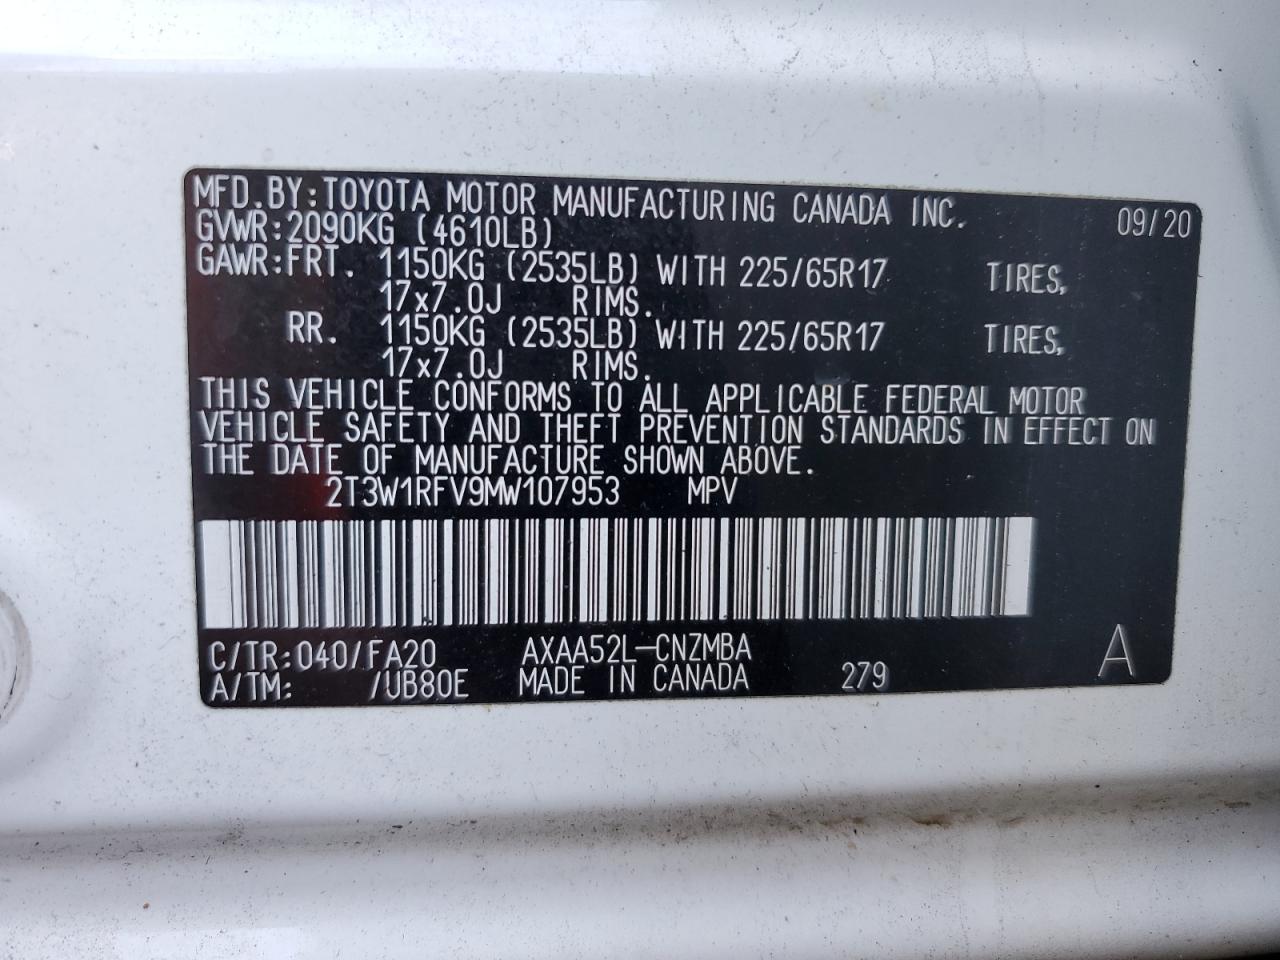 MFD.BY:TOYOTA MOTOR MANUFACTURING CANADA INC. 09/20
GVWR:2090KG (4610LB)
GAWR:FRT. 1150KG (2535LB) WITH 225/65R17 TIRES,
17x7.0J RIMS.
RR. 1150KG (2535LB) WITH 225/65R17 TIRES,
17x7.0J RIMS.
THIS VEHICLE CONFORMS TO ALL APPLICABLE FEDERAL MOTOR
VEHICLE SAFETY AND THEFT PREVENTION STANDARDS IN EFFECT ON
THE DATE OF MANUFACTURE SHOWN ABOVE.
2T3W1RFV9MW107953 MPV
C/TR:040/FA20 AXAA52L-CNZMBA A
A/TM: /UB80E MADE IN CANADA 279